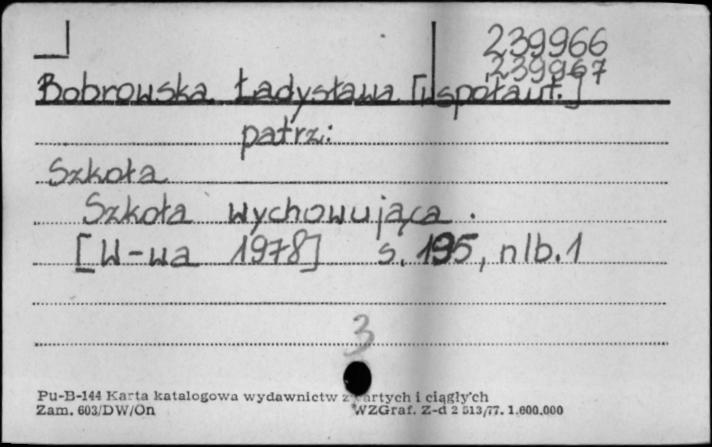 239966
239967
Bobrowska Ładysława [współaut.]
patrz:
Szkoła
Szkoła wychowująca.
[W-wa 1978] s. 195, nlb. 1
3
Pu-B-144 Karta katalogowa wydawnictw zwartych i ciągłych
Zam. 603/DW/On WZGraf. Z-d 2 513/77. 1.600.000